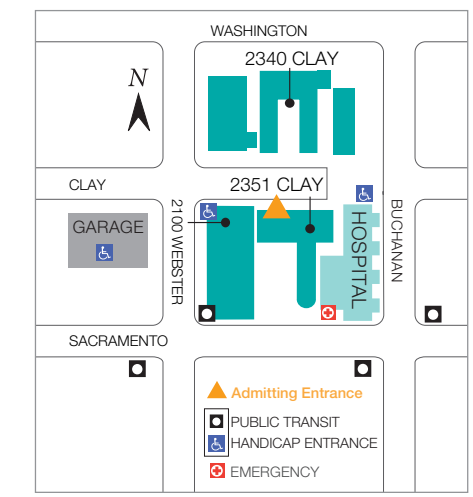 WASHINGTON
2340 CLAY
N
CLAY
2351 CLAY
2100 WEBSTER
BUCHANAN
GARAGE
HOSPITAL
SACRAMENTO
Admitting Entrance
PUBLIC TRANSIT
HANDICAP ENTRANCE
EMERGENCY